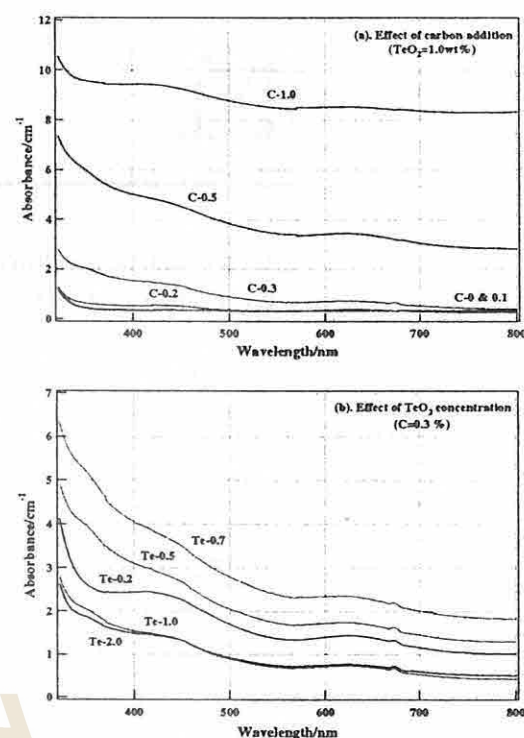 (a). Effect of carbon addition
(TeO₂=1.0wt%)
12
10
8
6
4
2
0
Absorbance/cm⁻¹
C-1.0
C-0.5
C-0.3
C-0.2
C-0 & 0.1
400
500
600
700
800
Wavelength/nm
(b). Effect of TeO₂ concentration
(C=0.3 %)
7
6
5
4
3
2
1
0
Absorbance/cm⁻¹
Te-0.7
Te-0.5
Te-0.2
Te-1.0
Te-2.0
400
500
600
700
800
Wavelength/nm